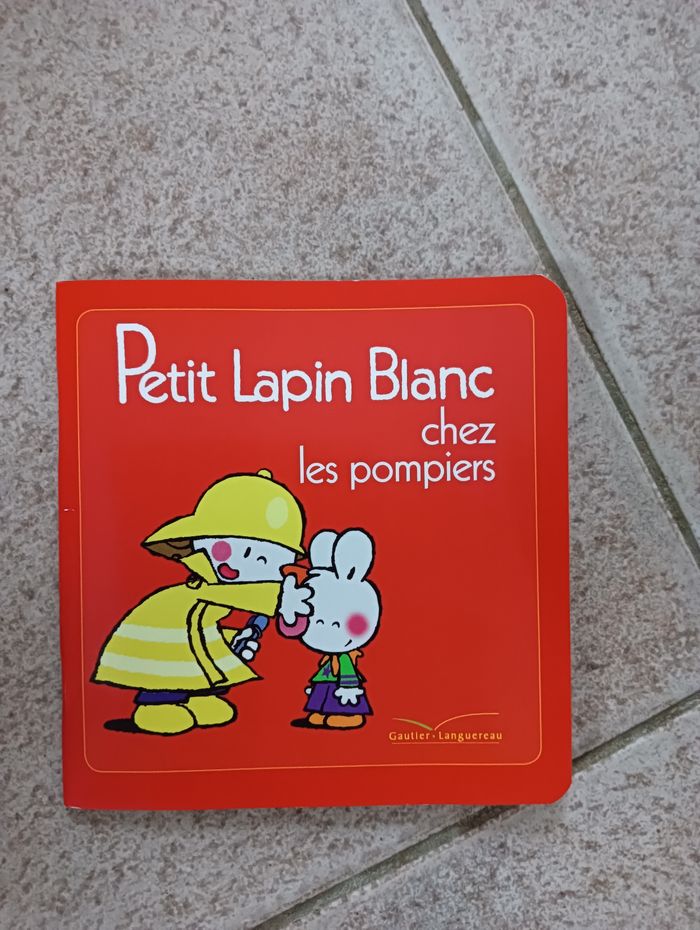 Petit Lapin Blanc
chez
les pompiers
Gautier • Languereau